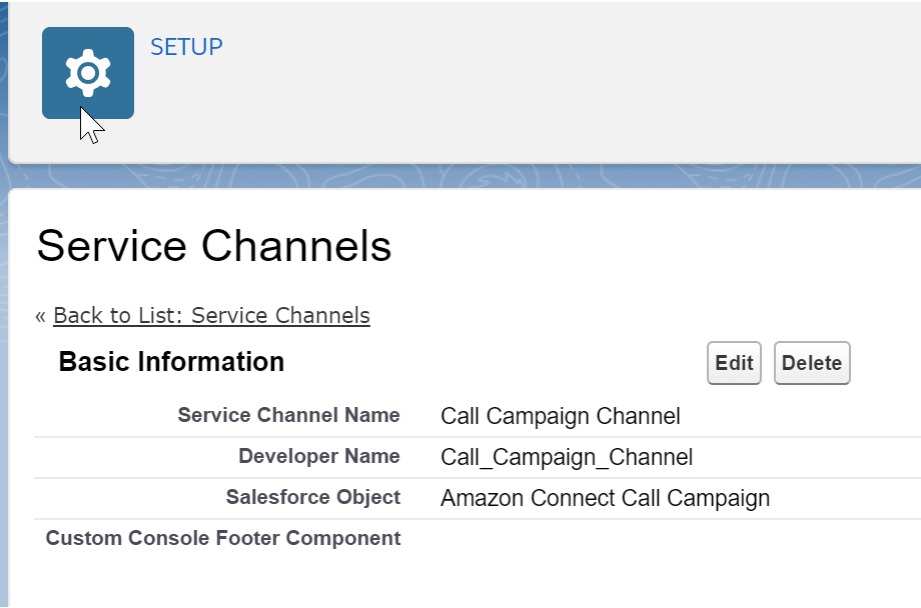 SETUP
Service Channels
« Back to List: Service Channels
Basic Information Edit Delete
Service Channel Name Call Campaign Channel
Developer Name Call_Campaign_Channel
Salesforce Object Amazon Connect Call Campaign
Custom Console Footer Component